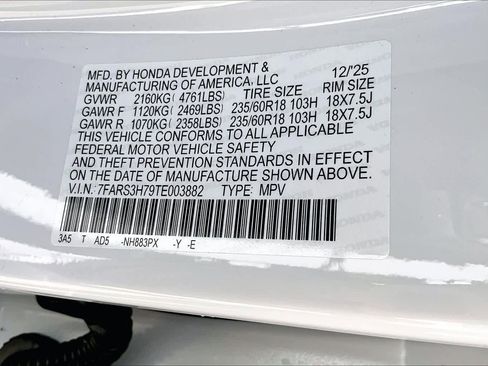 MFD. BY HONDA DEVELOPMENT & 12/'25
MANUFACTURING OF AMERICA, LLC
GVWR 2160KG(4761LBS) TIRE SIZE RIM SIZE
GAWR F 1120KG(2469LBS) 235/60R18 103H 18X7.5J
GAWR R 1070KG(2358LBS) 235/60R18 103H 18X7.5J
THIS VEHICLE CONFORMS TO ALL APPLICABLE
FEDERAL MOTOR VEHICLE SAFETY
AND THEFT PREVENTION STANDARDS IN EFFECT
ON THE DATE OF MANUFACTURE SHOWN ABOVE.
V.I.N.: 7FARS3H79TE003882 TYPE: MPV
3A5 T AD5 -NH883PX -Y -E